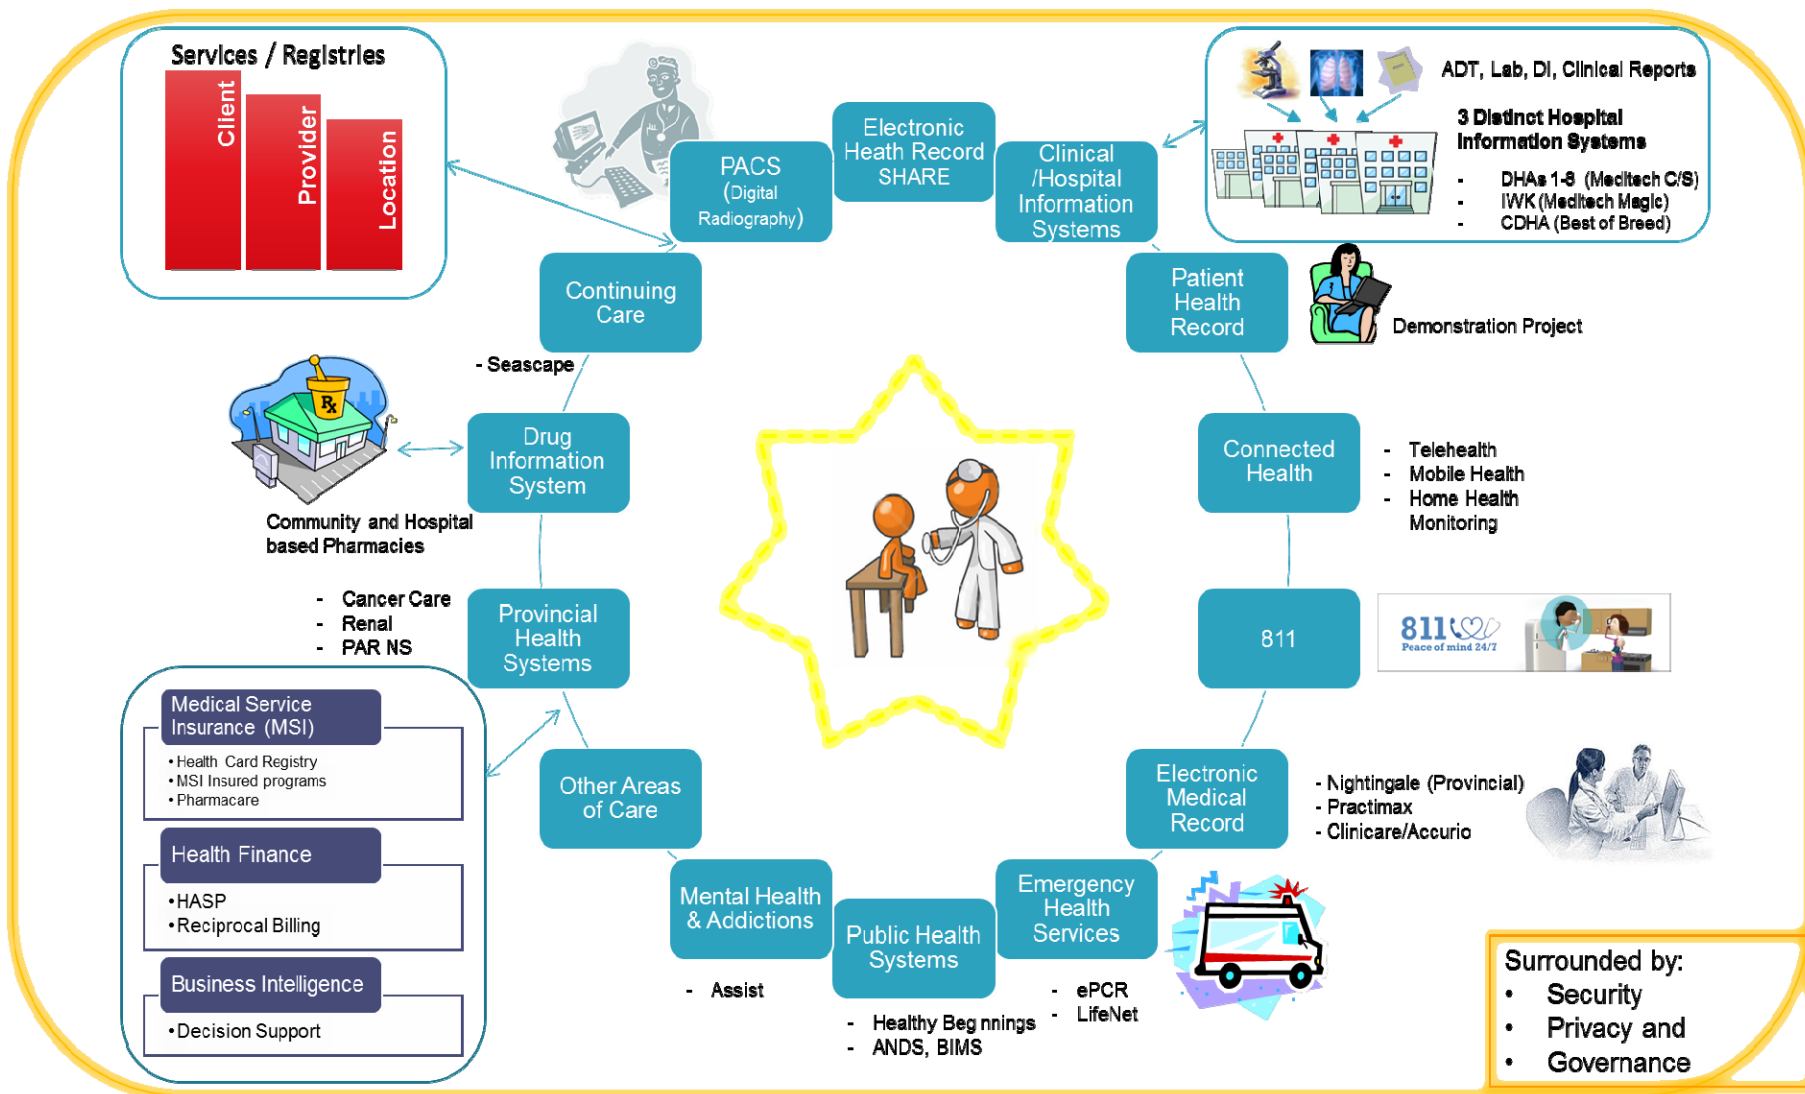 Services / Registries
Client
Provider
Location
PACS
(Digital
Radiography)
Electronic
Heath Record
SHARE
Clinical
/Hospital
Information
Systems
ADT, Lab, DI, Clinical Reports
3 Distinct Hospital
Information Systems
- DHAs 1-8 (Meditech C/S)
- IWK (Meditech Magic)
- CDHA (Best of Breed)
Patient
Health
Record
Demonstration Project
Continuing
Care
- Seascape
Rx
Drug
Information
System
Community and Hospital
based Pharmacies
Connected
Health
- Telehealth
- Mobile Health
- Home Health
Monitoring
- Cancer Care
- Renal
- PAR NS
Provincial
Health
Systems
811
811
Peace of mind 24/7
Medical Service
Insurance (MSI)
• Health Card Registry
• MSI Insured programs
• Pharmacare
Health Finance
• HASP
• Reciprocal Billing
Business Intelligence
• Decision Support
Other Areas
of Care
Electronic
Medical
Record
- Nightingale (Provincial)
- Practimax
- Clinicare/Accurio
Mental Health
& Addictions
- Assist
Public Health
Systems
- Healthy Beginnings
- ANDS, BIMS
Emergency
Health
Services
- ePCR
- LifeNet
Surrounded by:
• Security
• Privacy and
• Governance